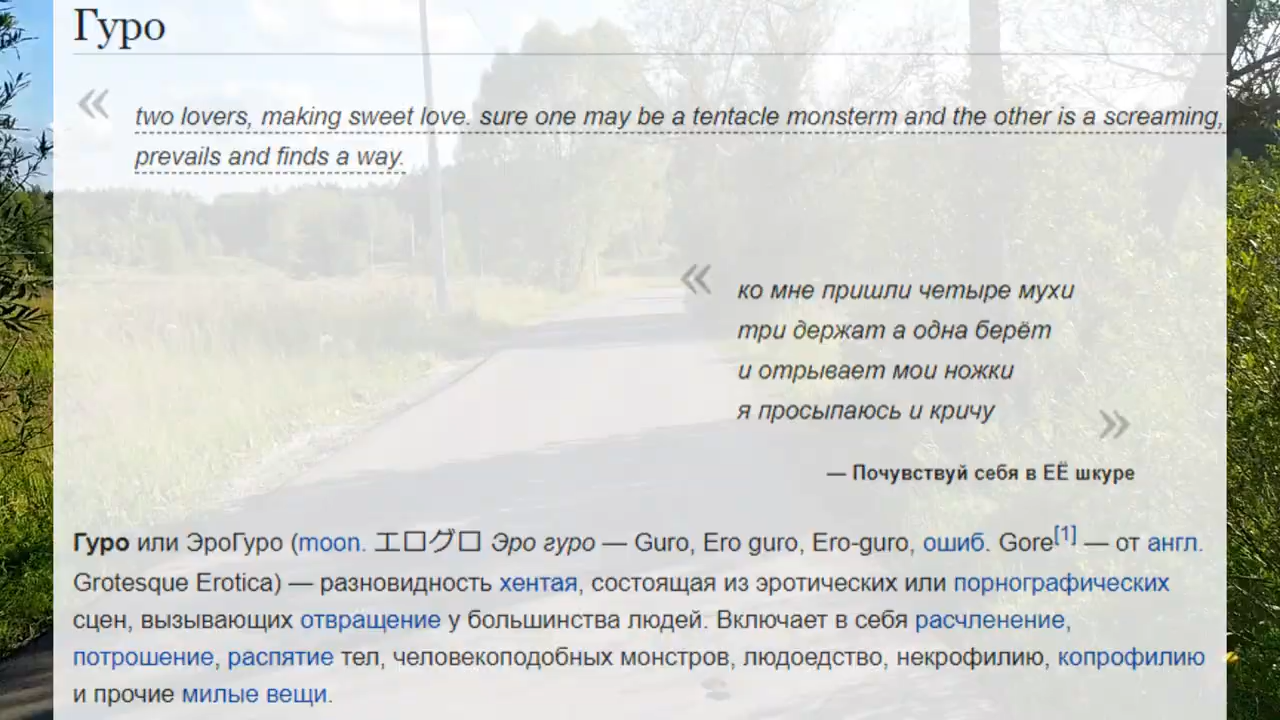 Гуро
« two lovers, making sweet love. sure one may be a tentacle monsterm and the other is a screaming,
prevails and finds a way.
« ко мне пришли четыре мухи
три держат а одна берёт
и отрывает мои ножки
я просыпаюсь и кричу »
— Почувствуй себя в ЕЁ шкуре
Гуро или ЭроГуро (moon. エログロ Эро гуро — Guro, Ero guro, Ero-guro, ошиб. Gore[1] — от англ.
Grotesque Erotica) — разновидность хентая, состоящая из эротических или порнографических
сцен, вызывающих отвращение у большинства людей. Включает в себя расчленение,
потрошение, распятие тел, человекоподобных монстров, людоедство, некрофилию, копрофилию
и прочие милые вещи.